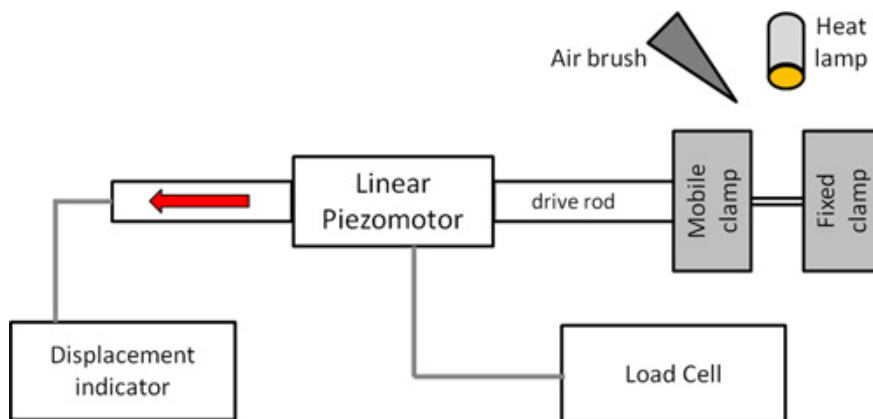 Air brush
Heat
lamp
Linear
Piezomotor
drive rod
Mobile
clamp
Fixed
clamp
Displacement
indicator
Load Cell